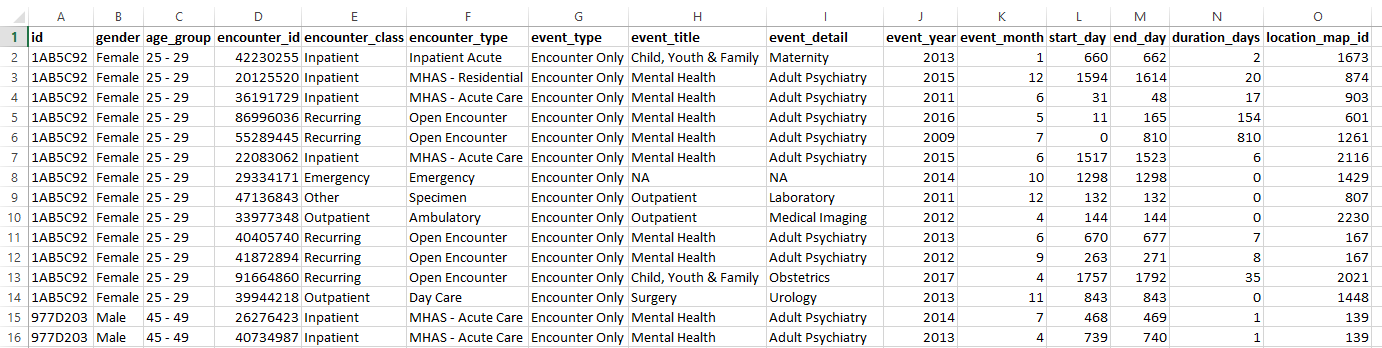 A B C D E F G H I J K L M N O
1 id gender age_group encounter_id encounter_class encounter_type event_type event_title event_detail event_year event_month start_day end_day duration_days location_map_id
2 1AB5C92 Female 25 - 29 42230255 Inpatient Inpatient Acute Encounter Only Child, Youth & Family Maternity 2013 1 660 662 2 1673
3 1AB5C92 Female 25 - 29 20125520 Inpatient MHAS - Residential Encounter Only Mental Health Adult Psychiatry 2015 12 1594 1614 20 874
4 1AB5C92 Female 25 - 29 36191729 Inpatient MHAS - Acute Care Encounter Only Mental Health Adult Psychiatry 2011 6 31 48 17 903
5 1AB5C92 Female 25 - 29 86996036 Recurring Open Encounter Encounter Only Mental Health Adult Psychiatry 2016 5 11 165 154 601
6 1AB5C92 Female 25 - 29 55289445 Recurring Open Encounter Encounter Only Mental Health Adult Psychiatry 2009 7 0 810 810 1261
7 1AB5C92 Female 25 - 29 22083062 Inpatient MHAS - Acute Care Encounter Only Mental Health Adult Psychiatry 2015 6 1517 1523 6 2116
8 1AB5C92 Female 25 - 29 29334171 Emergency Emergency Encounter Only NA NA 2014 10 1298 1298 0 1429
9 1AB5C92 Female 25 - 29 47136843 Other Specimen Encounter Only Outpatient Laboratory 2011 12 132 132 0 807
10 1AB5C92 Female 25 - 29 33977348 Outpatient Ambulatory Encounter Only Outpatient Medical Imaging 2012 4 144 144 0 2230
11 1AB5C92 Female 25 - 29 40405740 Recurring Open Encounter Encounter Only Mental Health Adult Psychiatry 2013 6 670 677 7 167
12 1AB5C92 Female 25 - 29 41872894 Recurring Open Encounter Encounter Only Mental Health Adult Psychiatry 2012 9 263 271 8 167
13 1AB5C92 Female 25 - 29 91664860 Recurring Open Encounter Encounter Only Child, Youth & Family Obstetrics 2017 4 1757 1792 35 2021
14 1AB5C92 Female 25 - 29 39944218 Outpatient Day Care Encounter Only Surgery Urology 2013 11 843 843 0 1448
15 977D203 Male 45 - 49 26276423 Inpatient MHAS - Acute Care Encounter Only Mental Health Adult Psychiatry 2014 7 468 469 1 139
16 977D203 Male 45 - 49 40734987 Inpatient MHAS - Acute Care Encounter Only Mental Health Adult Psychiatry 2013 4 739 740 1 139